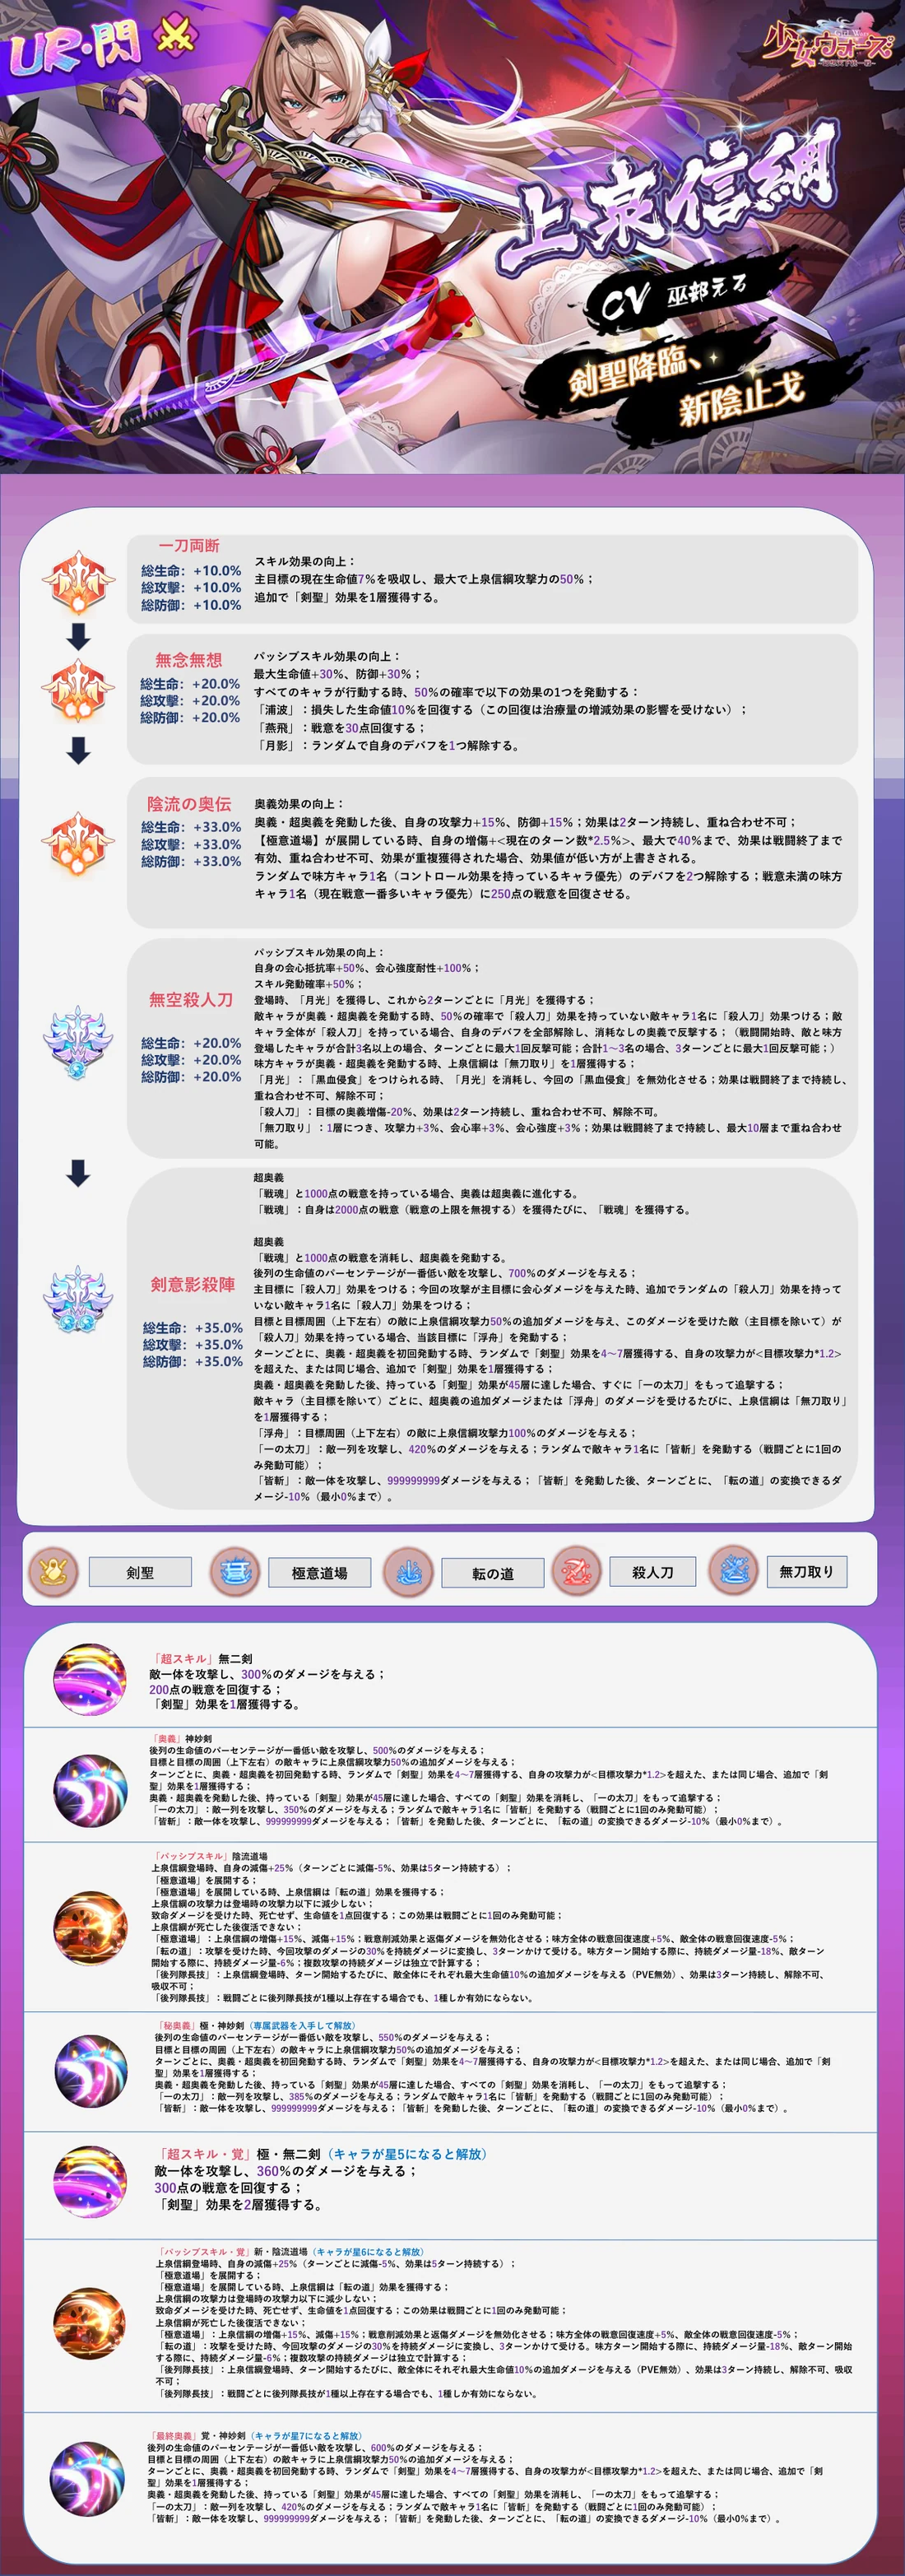 UR・閃
少女ウォーズ
上泉信綱
CV 巫部える
剣聖降臨、
新陰止戈
一刀両断
総生命：+10.0%
総攻撃：+10.0%
総防御：+10.0%
スキル効果の向上：
主目標の現在生命値7%を吸収し、最大で上泉信綱攻撃力の50%；
追加で「剣聖」効果を1層獲得する。
無念無想
総生命：+20.0%
総攻撃：+20.0%
総防御：+20.0%
パッシブスキル効果の向上：
最大生命値+30%、防御+30%；
すべてのキャラが行動する時、50%の確率で以下の効果の1つを発動する：
「浦波」：損失した生命値10%を回復する（この回復は治療量の増減効果の影響を受けない）；
「燕飛」：戦意を30点回復する；
「月影」：ランダムで自身のデバフを1つ解除する。
陰流の奥伝
総生命：+33.0%
総攻撃：+33.0%
総防御：+33.0%
奥義効果の向上：
奥義・超奥義を発動した後、自身の攻撃力+15%、防御+15%；効果は2ターン持続し、重ね合わせ不可；
【極意道場】が展開している時、自身の増傷+<現在のターン数*2.5%>、最大で40%まで、効果は戦闘終了まで
有効、重ね合わせ不可、効果が重複獲得された場合、効果値が低い方が上書きされる。
ランダムで味方キャラ1名（コントロール効果を持っているキャラ優先）のデバフを2つ解除する；戦意未満の味方
キャラ1名（現在戦意一番多いキャラ優先）に250点の戦意を回復させる。
無空殺人刀
総生命：+20.0%
総攻撃：+20.0%
総防御：+20.0%
パッシブスキル効果の向上：
自身の会心抵抗率+50%、会心強度耐性+100%；
スキル発動確率+50%；
登場時、「月光」を獲得し、これから2ターンごとに「月光」を獲得する；
敵キャラが奥義・超奥義を発動する時、50%の確率で「殺人刀」効果を持っていない敵キャラ1名に「殺人刀」効果つける；敵
キャラ全体が「殺人刀」を持っている場合、自身のデバフを全部解除し、消耗なしの奥義で反撃する；（戦闘開始時、敵と味方
登場したキャラが合計3名以上の場合、ターンごとに最大1回反撃可能；合計1～3名の場合、3ターンごとに最大1回反撃可能；）
味方キャラが奥義・超奥義を発動する時、上泉信綱は「無刀取り」を1層獲得する；
「月光」：「黒血侵食」をつけられる時、「月光」を消耗し、今回の「黒血侵食」を無効化させる；効果は戦闘終了まで持続し、
重ね合わせ不可、解除不可；
「殺人刀」：目標の奥義増傷-20%、効果は2ターン持続し、重ね合わせ不可、解除不可。
「無刀取り」：1層につき、攻撃力+3%、会心率+3%、会心強度+3%；効果は戦闘終了まで持続し、最大10層まで重ね合わせ
可能。
剣意影殺陣
総生命：+35.0%
総攻撃：+35.0%
総防御：+35.0%
超奥義
「戦魂」と1000点の戦意を持っている場合、奥義は超奥義に進化する。
「戦魂」：自身は2000点の戦意（戦意の上限を無視する）を獲得たびに、「戦魂」を獲得する。
超奥義
「戦魂」と1000点の戦意を消耗し、超奥義を発動する。
後列の生命値のパーセンテージが一番低い敵を攻撃し、700%のダメージを与える；
主目標に「殺人刀」効果をつける；今回の攻撃が主目標に会心ダメージを与えた時、追加でランダムの「殺人刀」効果を持って
いない敵キャラ1名に「殺人刀」効果をつける；
目標と目標周囲（上下左右）の敵に上泉信綱攻撃力50%の追加ダメージを与え、このダメージを受けた敵（主目標を除いて）が
「殺人刀」効果を持っている場合、当該目標に「浮舟」を発動する；
ターンごとに、奥義・超奥義を初回発動する時、ランダムで「剣聖」効果を4～7層獲得する、自身の攻撃力が<目標攻撃力*1.2>
を超えた、または同じ場合、追加で「剣聖」効果を1層獲得する；
奥義・超奥義を発動した後、持っている「剣聖」効果が45層に達した場合、すぐに「一の太刀」をもって追撃する；
敵キャラ（主目標を除いて）ごとに、超奥義の追加ダメージまたは「浮舟」のダメージを受けるたびに、上泉信綱は「無刀取り」
を1層獲得する；
「浮舟」：目標周囲（上下左右）の敵に上泉信綱攻撃力100%のダメージを与える；
「一の太刀」：敵一列を攻撃し、420%のダメージを与える；ランダムで敵キャラ1名に「皆斬」を発動する（戦闘ごとに1回の
み発動可能）；
「皆斬」：敵一体を攻撃し、999999999ダメージを与える；「皆斬」を発動した後、ターンごとに、「転の道」の変換できるダ
メージ-10%（最小0%まで）。
剣聖
極意道場
転の道
殺人刀
無刀取り
「超スキル」無二剣
敵一体を攻撃し、300%のダメージを与える；
200点の戦意を回復する；
「剣聖」効果を1層獲得する。
「奥義」神妙剣
後列の生命値のパーセンテージが一番低い敵を攻撃し、500%のダメージを与える；
目標と目標の周囲（上下左右）の敵キャラに上泉信綱攻撃力50%の追加ダメージを与える；
ターンごとに、奥義・超奥義を初回発動する時、ランダムで「剣聖」効果を4～7層獲得する、自身の攻撃力が<目標攻撃力*1.2>を超えた、または同じ場合、追加で「剣
聖」効果を1層獲得する；
奥義・超奥義を発動した後、持っている「剣聖」効果が45層に達した場合、すべての「剣聖」効果を消耗し、「一の太刀」をもって追撃する；
「一の太刀」：敵一列を攻撃し、350%のダメージを与える；ランダムで敵キャラ1名に「皆斬」を発動する（戦闘ごとに1回のみ発動可能）；
「皆斬」：敵一体を攻撃し、999999999ダメージを与える；「皆斬」を発動した後、ターンごとに、「転の道」の変換できるダメージ-10%（最小0%まで）。
「パッシブスキル」陰流道場
上泉信綱登場時、自身の減傷+25%（ターンごとに減傷-5%、効果は5ターン持続する）；
「極意道場」を展開する；
「極意道場」を展開している時、上泉信綱は「転の道」効果を獲得する；
上泉信綱の攻撃力は登場時の攻撃力以下に減少しない；
致命ダメージを受けた時、死亡せず、生命値を1点回復する；この効果は戦闘ごとに1回のみ発動可能；
上泉信綱が死亡した後復活できない；
「極意道場」：上泉信綱の増傷+15%、減傷+15%；戦意削減効果と返傷ダメージを無効化させる；味方全体の戦意回復速度+5%、敵全体の戦意回復速度-5%；
「転の道」：攻撃を受けた時、今回攻撃のダメージの30%を持続ダメージに変換し、3ターンかけて受ける。味方ターン開始する際に、持続ダメージ量-18%、敵ターン
開始する際に、持続ダメージ量-6%；複数攻撃の持続ダメージは独立で計算する；
「後列隊長技」：上泉信綱登場時、ターン開始するたびに、敵全体にそれぞれ最大生命値10%の追加ダメージを与える（PVE無効）、効果は3ターン持続し、解除不可、
吸収不可；
「後列隊長技」：戦闘ごとに後列隊長技が1種以上存在する場合でも、1種しか有効にならない。
「秘奥義」極・神妙剣（専属武器を入手して解放）
後列の生命値のパーセンテージが一番低い敵を攻撃し、550%のダメージを与える；
目標と目標の周囲（上下左右）の敵キャラに上泉信綱攻撃力50%の追加ダメージを与える；
ターンごとに、奥義・超奥義を初回発動する時、ランダムで「剣聖」効果を4～7層獲得する、自身の攻撃力が<目標攻撃力*1.2>を超えた、または同じ場合、追加で「剣
聖」効果を1層獲得する；
奥義・超奥義を発動した後、持っている「剣聖」効果が45層に達した場合、すべての「剣聖」効果を消耗し、「一の太刀」をもって追撃する；
「一の太刀」：敵一列を攻撃し、385%のダメージを与える；ランダムで敵キャラ1名に「皆斬」を発動する（戦闘ごとに1回のみ発動可能）；
「皆斬」：敵一体を攻撃し、999999999ダメージを与える；「皆斬」を発動した後、ターンごとに、「転の道」の変換できるダメージ-10%（最小0%まで）。
「超スキル・覚」極・無二剣（キャラが星5になると解放）
敵一体を攻撃し、360%のダメージを与える；
300点の戦意を回復する；
「剣聖」効果を2層獲得する。
「パッシブスキル・覚」新・陰流道場（キャラが星6になると解放）
上泉信綱登場時、自身の減傷+25%（ターンごとに減傷-5%、効果は5ターン持続する）；
「極意道場」を展開する；
「極意道場」を展開している時、上泉信綱は「転の道」効果を獲得する；
上泉信綱の攻撃力は登場時の攻撃力以下に減少しない；
致命ダメージを受けた時、死亡せず、生命値を1点回復する；この効果は戦闘ごとに1回のみ発動可能；
上泉信綱が死亡した後復活できない；
「極意道場」：上泉信綱の増傷+15%、減傷+15%；戦意削減効果と返傷ダメージを無効化させる；味方全体の戦意回復速度+5%、敵全体の戦意回復速度-5%；
「転の道」：攻撃を受けた時、今回攻撃のダメージの30%を持続ダメージに変換し、3ターンかけて受ける。味方ターン開始する際に、持続ダメージ量-18%、敵ターン開始
する際に、持続ダメージ量-6%；複数攻撃の持続ダメージは独立で計算する；
「後列隊長技」：上泉信綱登場時、ターン開始するたびに、敵全体にそれぞれ最大生命値10%の追加ダメージを与える（PVE無効）、効果は3ターン持続し、解除不可、吸収
不可；
「後列隊長技」：戦闘ごとに後列隊長技が1種以上存在する場合でも、1種しか有効にならない。
「最終奥義」覚・神妙剣（キャラが星7になると解放）
後列の生命値のパーセンテージが一番低い敵を攻撃し、600%のダメージを与える；
目標と目標の周囲（上下左右）の敵キャラに上泉信綱攻撃力50%の追加ダメージを与える；
ターンごとに、奥義・超奥義を初回発動する時、ランダムで「剣聖」効果を4～7層獲得する、自身の攻撃力が<目標攻撃力*1.2>を超えた、または同じ場合、追加で「剣
聖」効果を1層獲得する；
奥義・超奥義を発動した後、持っている「剣聖」効果が45層に達した場合、すべての「剣聖」効果を消耗し、「一の太刀」をもって追撃する；
「一の太刀」：敵一列を攻撃し、420%のダメージを与える；ランダムで敵キャラ1名に「皆斬」を発動する（戦闘ごとに1回のみ発動可能）；
「皆斬」：敵一体を攻撃し、999999999ダメージを与える；「皆斬」を発動した後、ターンごとに、「転の道」の変換できるダメージ-10%（最小0%まで）。